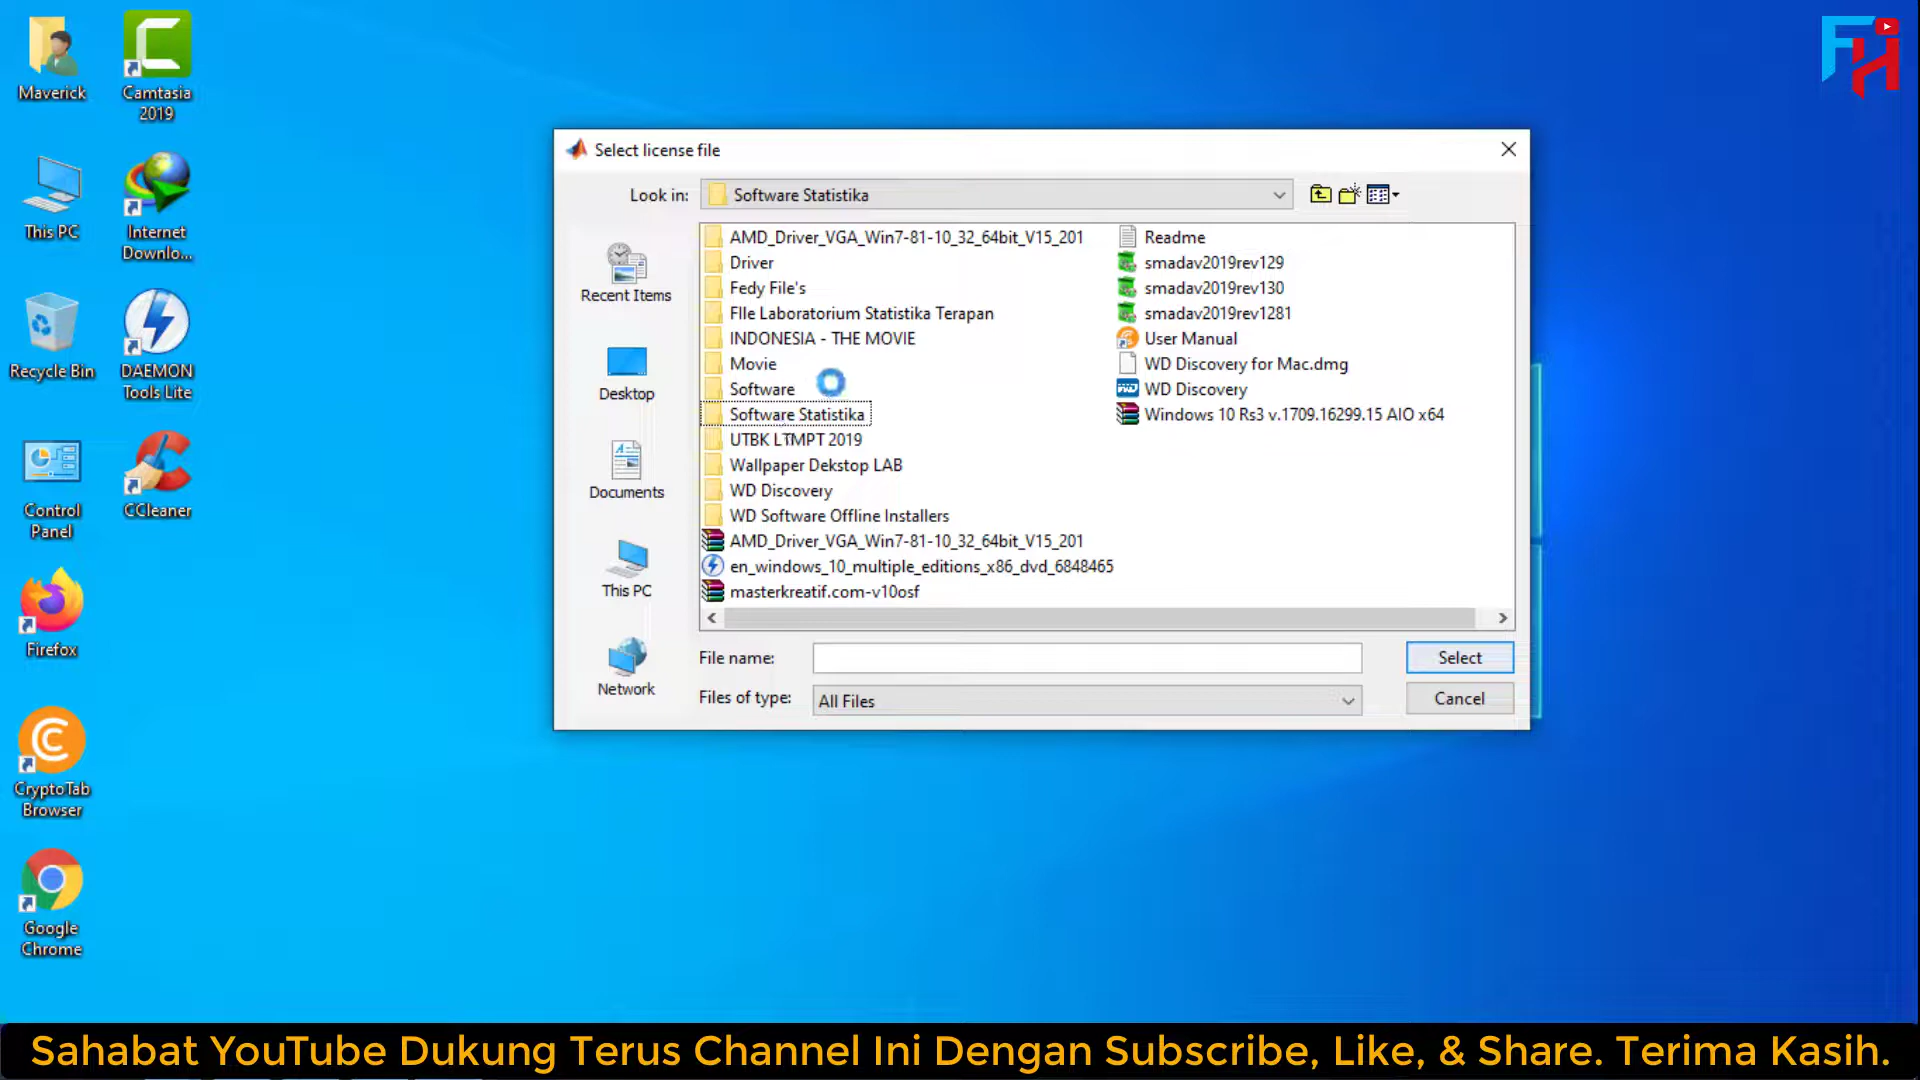 Maverick
Camtasia
2019
This PC
Internet
Downlo...
Recycle Bin
DAEMON
Tools Lite
Control
Panel
CCleaner
Firefox
CryptoTab
Browser
Google
Chrome
FH
Select license file
Look in:
Software Statistika
Recent Items
Desktop
Documents
This PC
Network
AMD_Driver_VGA_Win7-81-10_32_64bit_V15_201
Driver
Fedy File's
FIle Laboratorium Statistika Terapan
INDONESIA - THE MOVIE
Movie
Software
Software Statistika
UTBK LTMPT 2019
Wallpaper Dekstop LAB
WD Discovery
WD Software Offline Installers
AMD_Driver_VGA_Win7-81-10_32_64bit_V15_201
en_windows_10_multiple_editions_x86_dvd_6848465
masterkreatif.com-v10osf
Readme
smadav2019rev129
smadav2019rev130
smadav2019rev1281
User Manual
WD Discovery for Mac.dmg
WD Discovery
Windows 10 Rs3 v.1709.16299.15 AIO x64
File name:
Select
Files of type:
All Files
Cancel
Sahabat YouTube Dukung Terus Channel Ini Dengan Subscribe, Like, & Share. Terima Kasih.